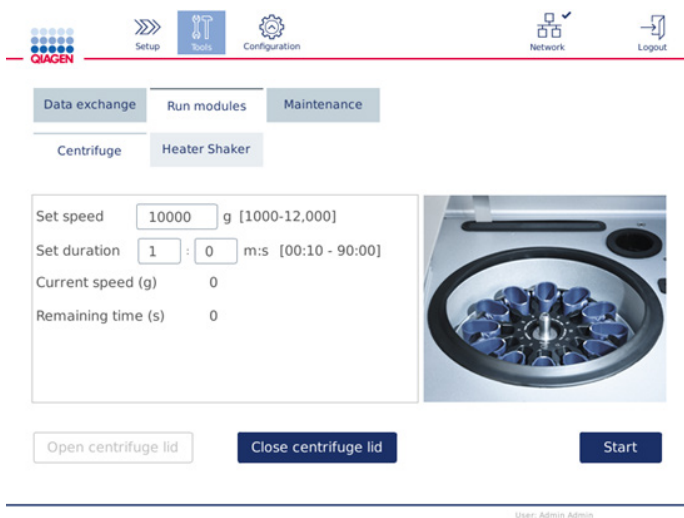 QIAGEN
Setup
Tools
Configuration
Network
Logout
Data exchange
Run modules
Maintenance
Centrifuge
Heater Shaker
Set speed 10000 g [1000-12,000]
Set duration 1 : 0 m:s [00:10 - 90:00]
Current speed (g) 0
Remaining time (s) 0
Open centrifuge lid
Close centrifuge lid
Start
User: Admin Admin